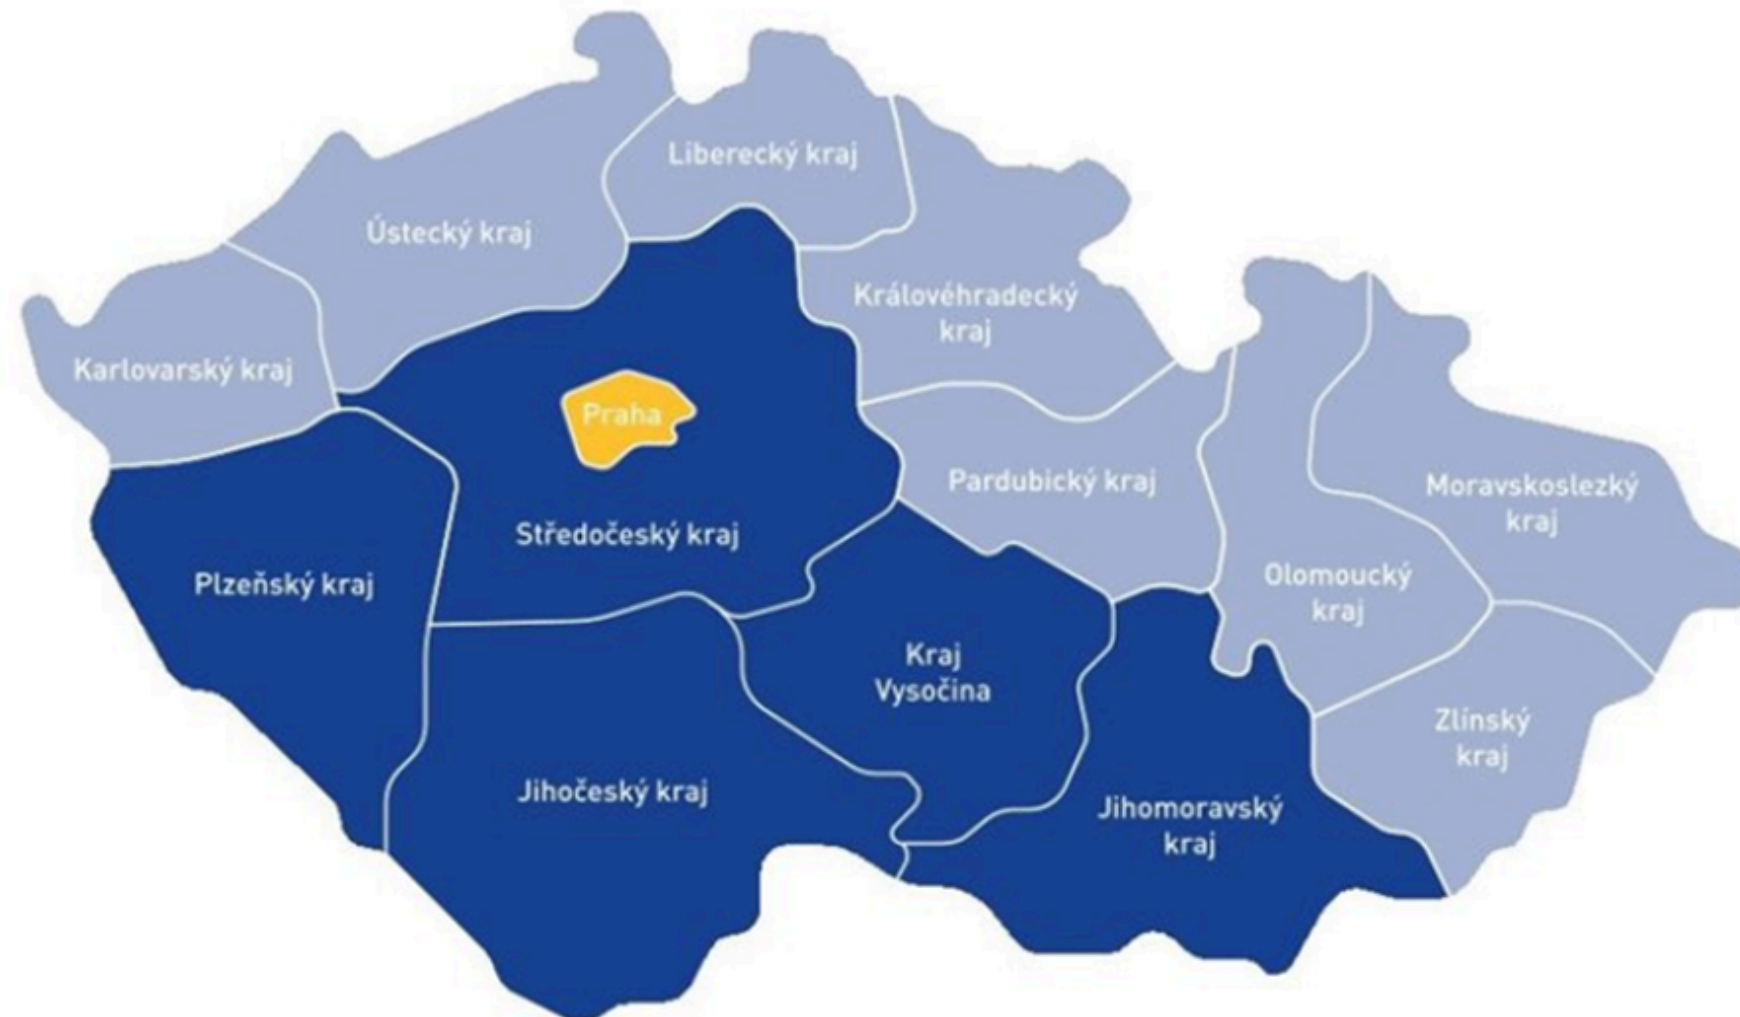 Liberecký kraj
Ústecký kraj
Královéhradecký
kraj
Karlovarský kraj
Praha
Pardubický kraj
Moravskoslezký
kraj
Středočeský kraj
Plzeňský kraj
Olomoucký
kraj
Kraj
Vysočina
Zlínský
kraj
Jihočeský kraj
Jihomoravský
kraj